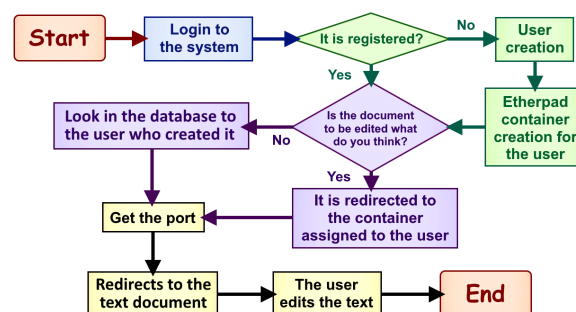 Start
Login to
the system
It is registered?
No
User
creation
Yes
Etherpad
container
creation for
the user
Is the document
to be edited what
do you think?
No
Look in the database to
the user who created it
Yes
It is redirected to
the container
assigned to the user
Get the port
Redirects to the
text document
The user
edits the text
End